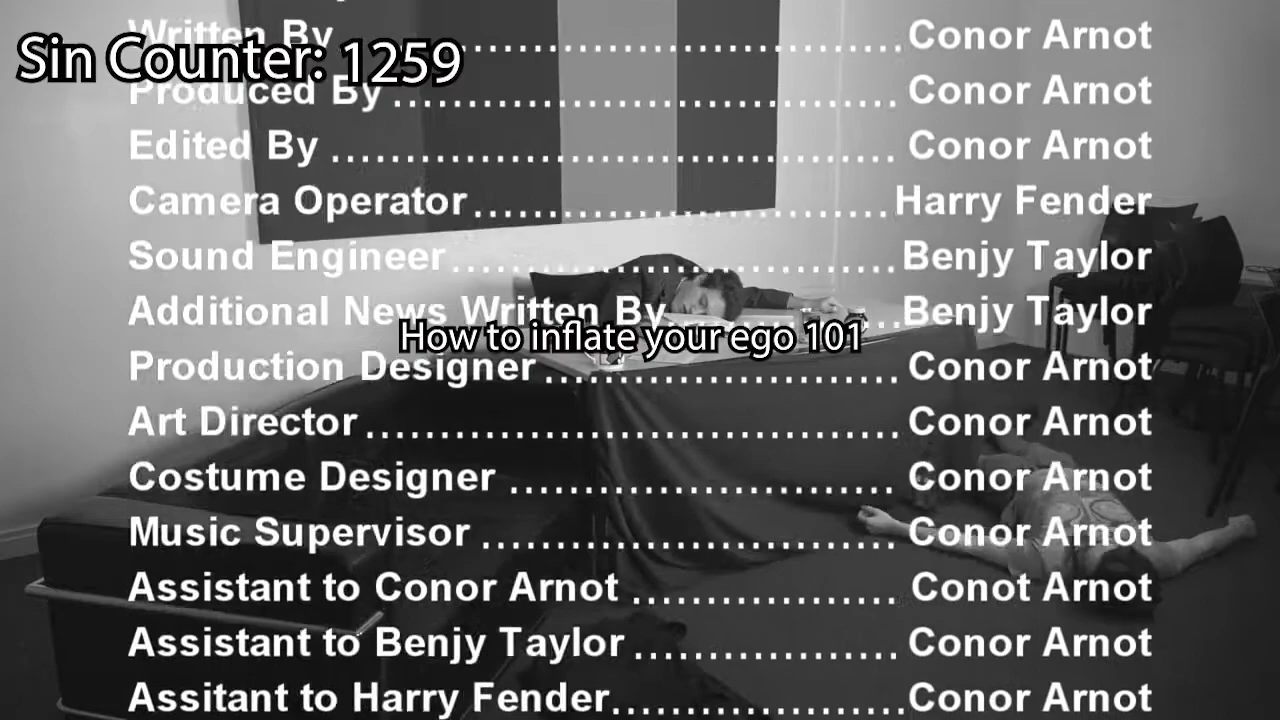 Written By ........................ Conor Arnot
Sin Counter: 1259
Produced By ........................ Conor Arnot
Edited By ........................ Conor Arnot
Camera Operator ........................ Harry Fender
Sound Engineer ........................ Benjy Taylor
Additional News Written By ............ Benjy Taylor
How to inflate your ego 101
Production Designer ........................ Conor Arnot
Art Director ........................ Conor Arnot
Costume Designer ........................ Conor Arnot
Music Supervisor ........................ Conor Arnot
Assistant to Conor Arnot .................. Conot Arnot
Assistant to Benjy Taylor .................. Conor Arnot
Assitant to Harry Fender .................. Conor Arnot